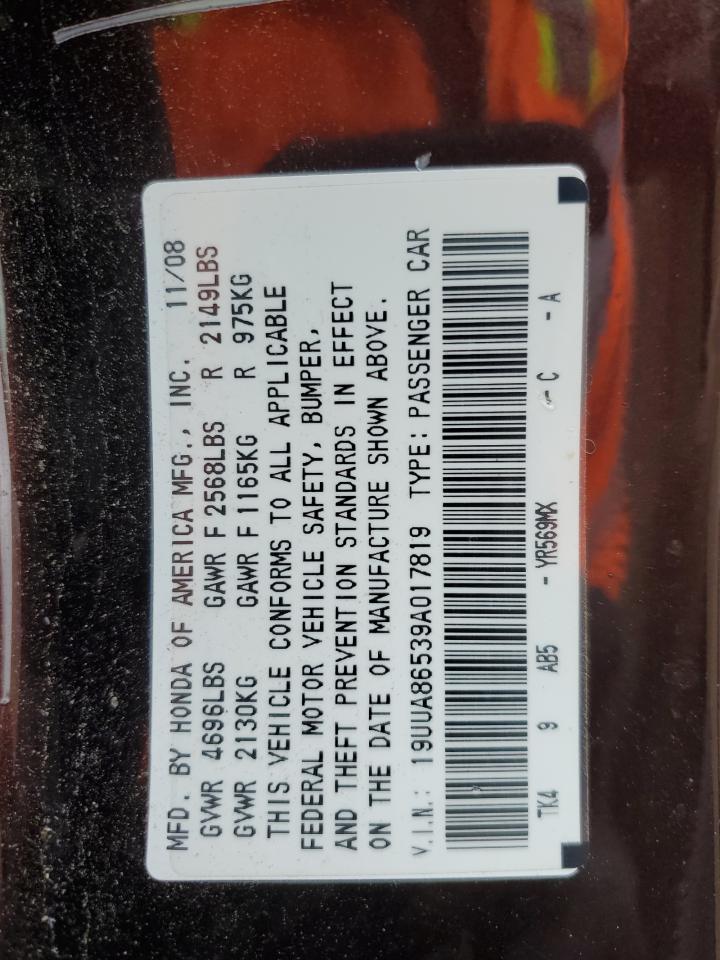 MFD. BY HONDA OF AMERICA MFG., INC. 11/08
GVWR 4696LBS GAWR F 2568LBS R 2149LBS
GVWR 2130KG GAWR F 1165KG R 975KG
THIS VEHICLE CONFORMS TO ALL APPLICABLE
FEDERAL MOTOR VEHICLE SAFETY, BUMPER,
AND THEFT PREVENTION STANDARDS IN EFFECT
ON THE DATE OF MANUFACTURE SHOWN ABOVE.
V.I.N.: 19UUA86539A017819 TYPE: PASSENGER CAR
TK4 9 AB5 - YR569MX - C - A